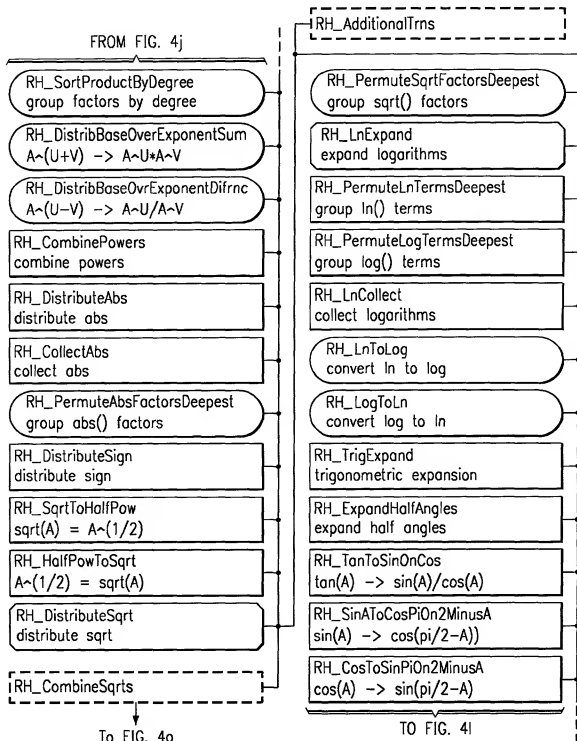 FROM FIG. 4j
RH_SortProductByDegree
group factors by degree
RH_DistribBaseOverExponentSum
A~(U+V) -> A~U*A~V
RH_DistribBaseOvrExponentDifrnc
A~(U-V) -> A~U/A~V
RH_CombinePowers
combine powers
RH_DistributeAbs
distribute abs
RH_CollectAbs
collect abs
RH_PermuteAbsFactorsDeepest
group abs() factors
RH_DistributeSign
distribute sign
RH_SqrtToHalfPow
sqrt(A) = A~(1/2)
RH_HalfPowToSqrt
A~(1/2) = sqrt(A)
RH_DistributeSqrt
distribute sqrt
RH_CombineSqrts
To FIG. 4o
RH_AdditionalTrns
RH_PermuteSqrtFactorsDeepest
group sqrt() factors
RH_LnExpand
expand logarithms
RH_PermuteLnTermsDeepest
group ln() terms
RH_PermuteLogTermsDeepest
group log() terms
RH_LnCollect
collect logarithms
RH_LnToLog
convert ln to log
RH_LogToLn
convert log to ln
RH_TrigExpand
trigonometric expansion
RH_ExpandHalfAngles
expand half angles
RH_TanToSinOnCos
tan(A) -> sin(A)/cos(A)
RH_SinAToCosPiOn2MinusA
sin(A) -> cos(pi/2-A))
RH_CosToSinPiOn2MinusA
cos(A) -> sin(pi/2-A)
TO FIG. 4l